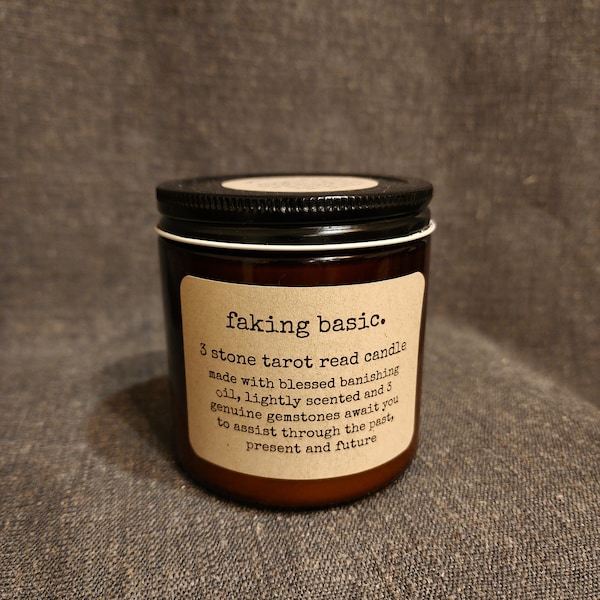 faking basic.
3 stone tarot read candle
made with blessed banishing
oil, lightly scented and 3
genuine gemstones await you
to assist through the past,
present and future